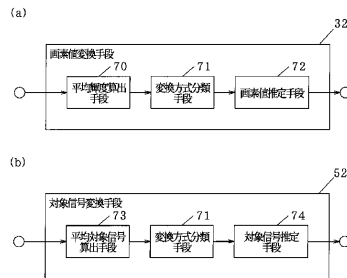 (a)
32
画素値変換手段
70
71
72
平均輝度算出
手段
変換方式分類
手段
画素値推定手段
(b)
52
対象信号変換手段
73
71
74
平均対象信号
算出手段
変換方式分類
手段
対象信号推定
手段